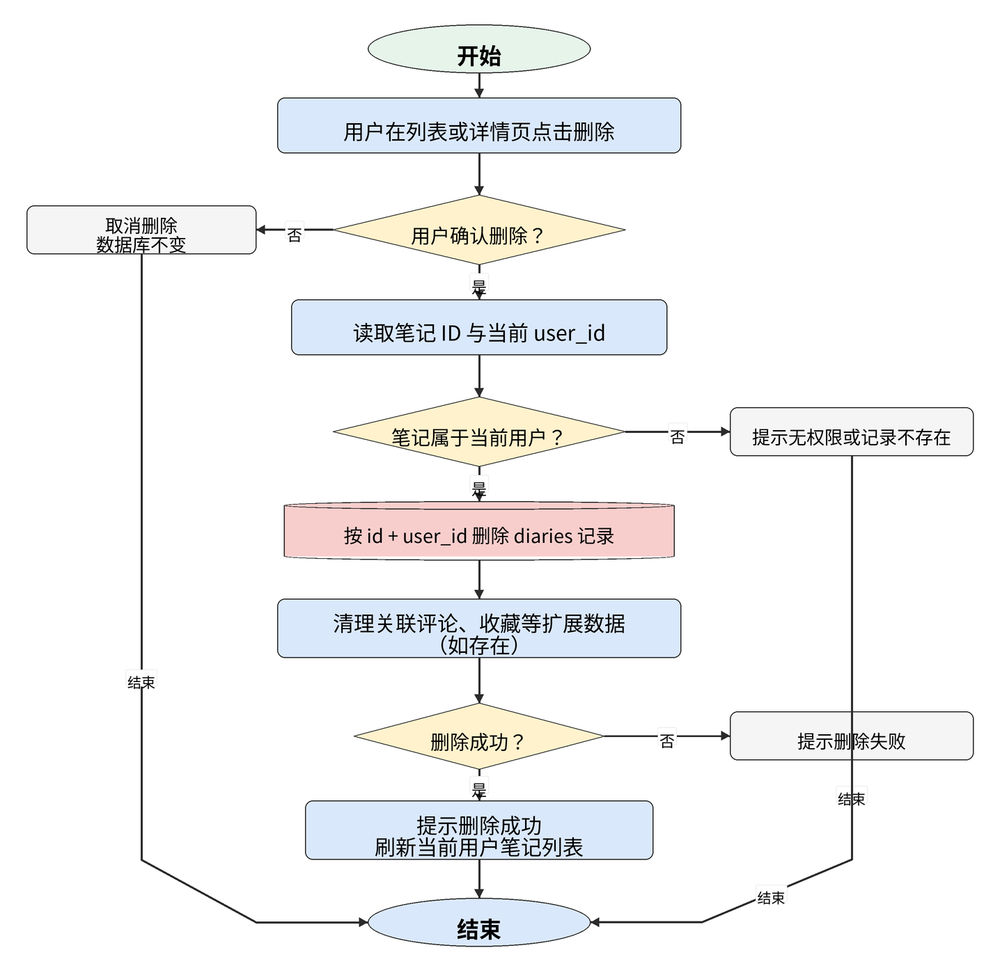 开始
用户在列表或详情页点击删除
用户确认删除？
否
取消删除
数据库不变
是
读取笔记 ID 与当前 user_id
笔记属于当前用户？
否
提示无权限或记录不存在
是
按 id + user_id 删除 diaries 记录
清理关联评论、收藏等扩展数据
（如存在）
结束
删除成功？
否
提示删除失败
是
结束
提示删除成功
刷新当前用户笔记列表
结束
结束